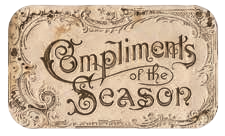 Compliments
of the
Season